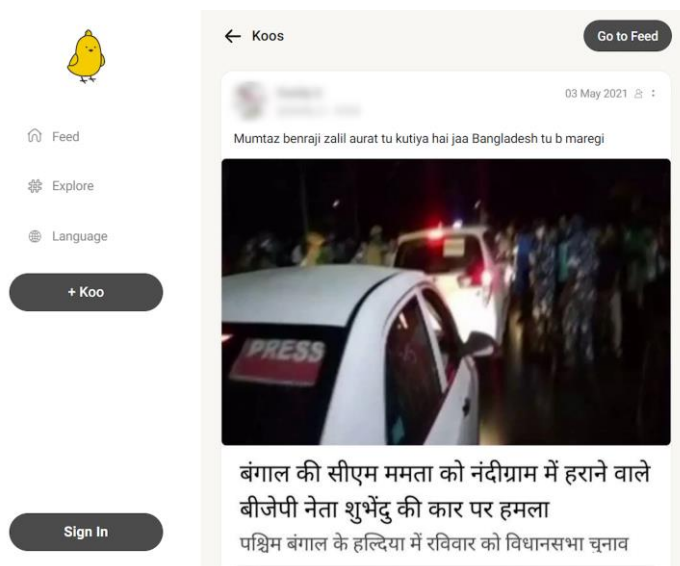 Koos
Go to Feed
03 May 2021
Feed
Mumtaz benraji zalil aurat tu kutiya hai jaa Bangladesh tu b maregi
Explore
Language
+ Koo
PRESS
बंगाल की सीएम ममता को नंदीग्राम में हराने वाले
बीजेपी नेता शुभेंदु की कार पर हमला
Sign In
पश्चिम बंगाल के हल्दिया में रविवार को विधानसभा चुनाव